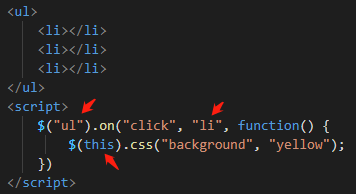 <ul>
    <li></li>
    <li></li>
    <li></li>
</ul>
<script>
    $("ul").on("click", "li", function() {
        $(this).css("background", "yellow");
    })
</script>